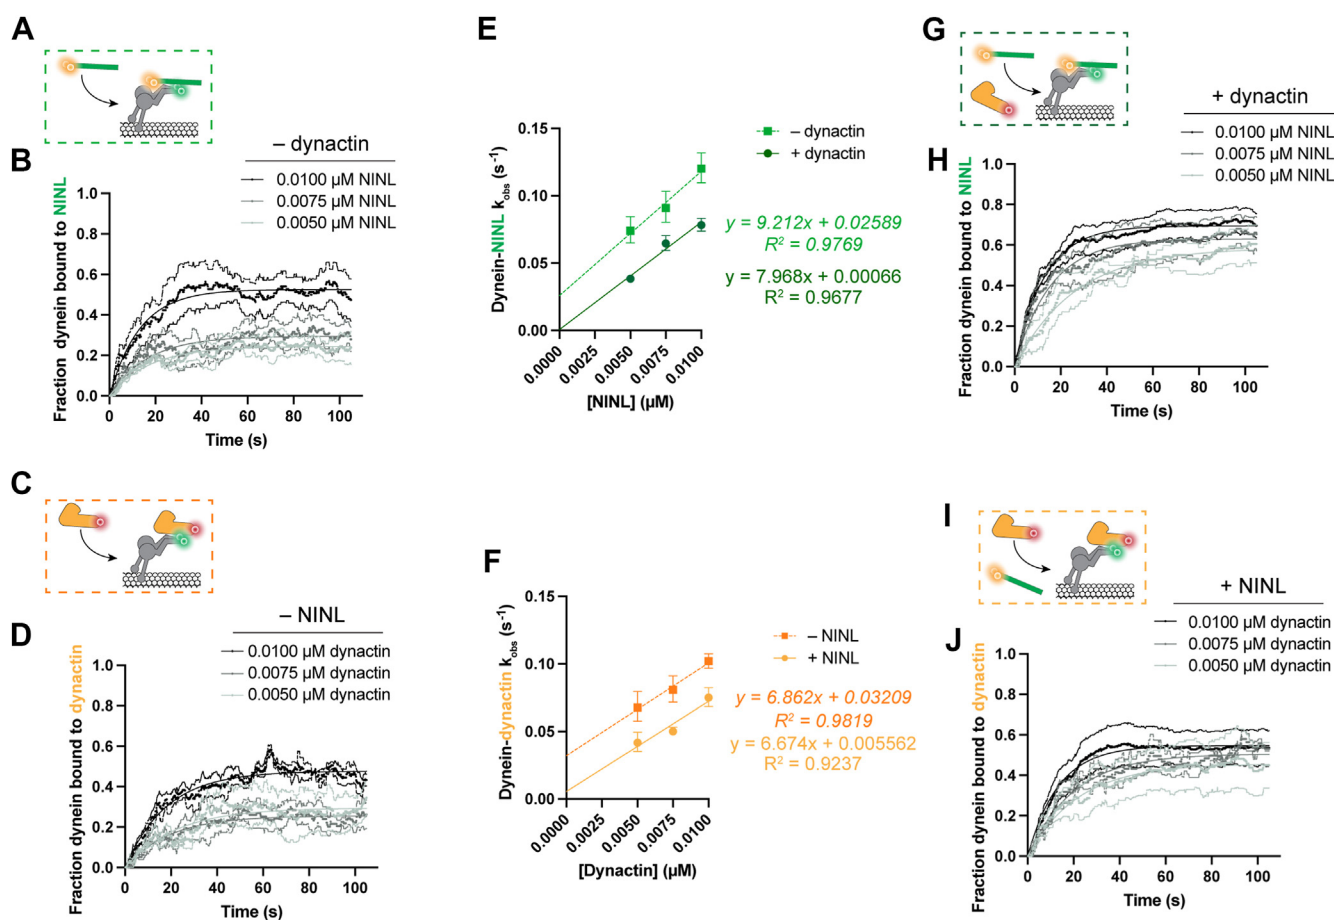 A
B
– dynactin
0.0100 µM NINL
0.0075 µM NINL
0.0050 µM NINL
Fraction dynein bound to NINL
1.0
0.8
0.6
0.4
0.2
0.0
0 20 40 60 80 100
Time (s)
C
D
– NINL
0.0100 µM dynactin
0.0075 µM dynactin
0.0050 µM dynactin
Fraction dynein bound to dynactin
1.0
0.8
0.6
0.4
0.2
0.0
0 20 40 60 80 100
Time (s)
E
Dynein-NINL kobs (s-1)
0.15
0.10
0.05
0.00
0.0000 0.0025 0.0050 0.0075 0.0100
[NINL] (µM)
– dynactin
+ dynactin
y = 9.212x + 0.02589
R² = 0.9769
y = 7.968x + 0.00066
R² = 0.9677
F
Dynein-dynactin kobs (s-1)
0.15
0.10
0.05
0.00
0.0000 0.0025 0.0050 0.0075 0.0100
[Dynactin] (µM)
– NINL
+ NINL
y = 6.862x + 0.03209
R² = 0.9819
y = 6.674x + 0.005562
R² = 0.9237
G
H
+ dynactin
0.0100 µM NINL
0.0075 µM NINL
0.0050 µM NINL
Fraction dynein bound to NINL
1.0
0.8
0.6
0.4
0.2
0.0
0 20 40 60 80 100
Time (s)
I
J
+ NINL
0.0100 µM dynactin
0.0075 µM dynactin
0.0050 µM dynactin
Fraction dynein bound to dynactin
1.0
0.8
0.6
0.4
0.2
0.0
0 20 40 60 80 100
Time (s)